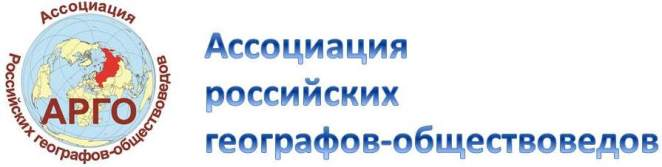 Ассоциация
Российских географов-обществоведов
АРГО
Ассоциация
российских
географов-обществоведов